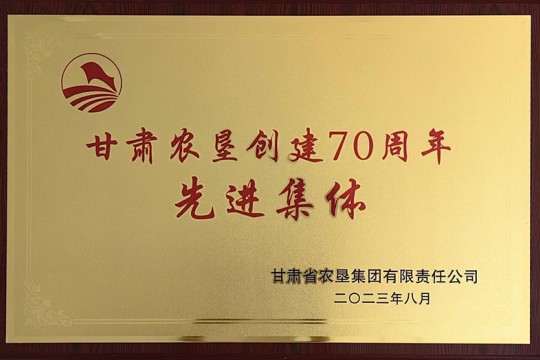 甘肃农垦创建70周年
先进集体
甘肃省农垦集团有限责任公司
二〇二三年八月